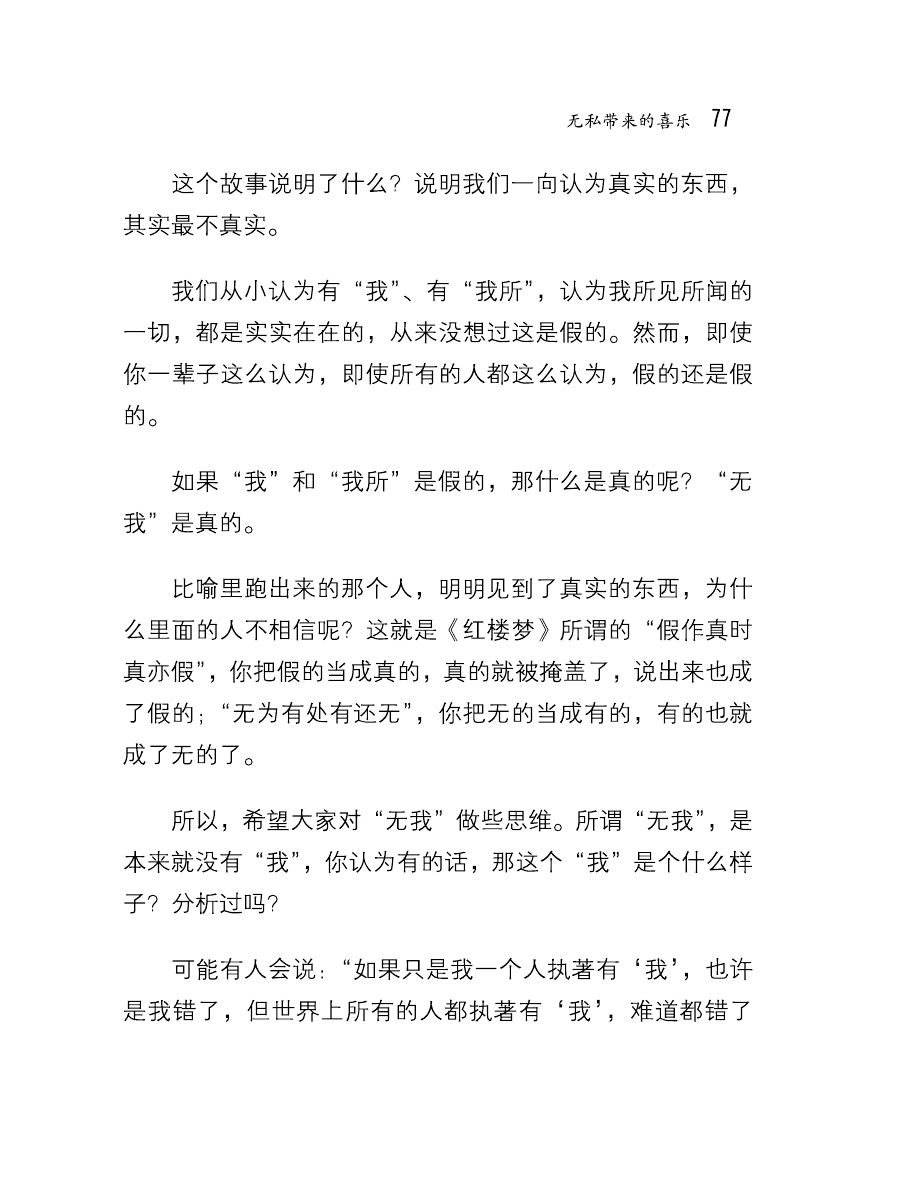 无私带来的喜乐 77
这个故事说明了什么？说明我们一向认为真实的东西，
其实最不真实。
我们从小认为有“我”、有“我所”，认为我所见所闻的
一切，都是实实在在的，从来没想过这是假的。然而，即使
你一辈子这么认为，即使所有的人都这么认为，假的还是假
的。
如果“我”和“我所”是假的，那什么是真的呢？“无
我”是真的。
比喻里跑出来的那个人，明明见到了真实的东西，为什
么里面的人不相信呢？这就是《红楼梦》所谓的“假作真时
真亦假”，你把假的当成真的，真的就被掩盖了，说出来也成
了假的；“无为有处有还无”，你把无的当成有的，有的也就
成了无的了。
所以，希望大家对“无我”做些思维。所谓“无我”，是
本来就没有“我”，你认为有的话，那这个“我”是个什么样
子？分析过吗？
可能有人会说：“如果只是我一个人执著有‘我’，也许
是我错了，但世界上所有的人都执著有‘我’，难道都错了